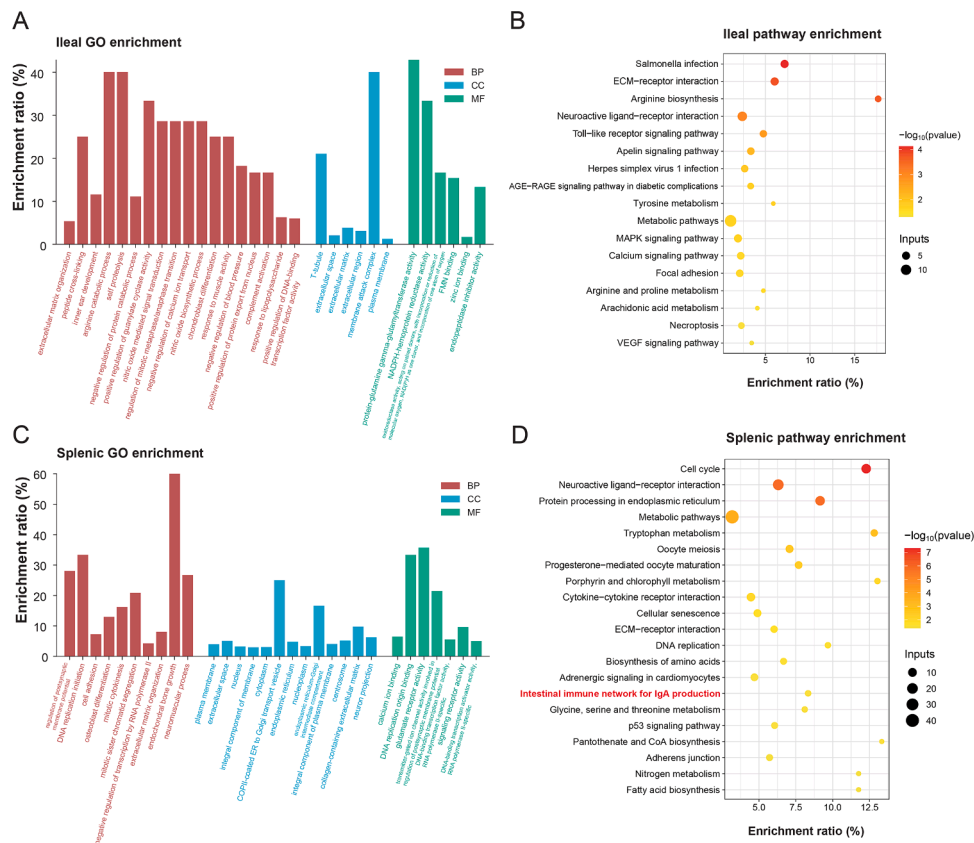 A
Ileal GO enrichment
Enrichment ratio (%)
40
30
20
10
0
BP
CC
MF
extracellular matrix organization
peptide cross-linking
inner ear development
arginine catabolic process
self proteolysis
negative regulation of protein catabolic process
positive regulation of guanylate cyclase activity
nitric oxide mediated signal transduction
regulation of mitotic metaphase/anaphase transition
negative regulation of calcium ion transport
nitric oxide biosynthetic process
chondroblast differentiation
response to muscle activity
negative regulation of blood pressure
positive regulation of protein export from nucleus
complement activation
response to lipopolysaccharide
positive regulation of DNA-binding
transcription factor activity
T-tubule
extracellular space
extracellular matrix
extracellular region
membrane attack complex
plasma membrane
protein-glutamine gamma-glutamyltransferase activity
NADPH-hemoprotein reductase activity
FMN binding
zinc ion binding
endopeptidase inhibitor activity
B
Ileal pathway enrichment
Salmonella infection
ECM-receptor interaction
Arginine biosynthesis
Neuroactive ligand-receptor interaction
Toll-like receptor signaling pathway
Apelin signaling pathway
Herpes simplex virus 1 infection
AGE-RAGE signaling pathway in diabetic complications
Tyrosine metabolism
Metabolic pathways
MAPK signaling pathway
Calcium signaling pathway
Focal adhesion
Arginine and proline metabolism
Arachidonic acid metabolism
Necroptosis
VEGF signaling pathway
5
10
15
Enrichment ratio (%)
−log10(pvalue)
4
3
2
Inputs
5
10
C
Splenic GO enrichment
Enrichment ratio (%)
60
50
40
30
20
10
0
BP
CC
MF
regulation of postsynaptic
membrane potential
DNA replication initiation
cell adhesion
osteoblast differentiation
mitotic cytokinesis
mitotic sister chromatid segregation
negative regulation of transcription by RNA polymerase II
extracellular matrix organization
endochondral bone growth
neuromuscular process
plasma membrane
extracellular space
nucleus
integral component of membrane
cytoplasm
COPII-coated ER to Golgi transport vesicle
endoplasmic reticulum
nucleoplasm
integral component of plasma membrane
centrosome
collagen-containing extracellular matrix
neuron projection
calcium ion binding
DNA replication origin binding
glutamate receptor activity
signaling receptor activity
D
Splenic pathway enrichment
Cell cycle
Neuroactive ligand-receptor interaction
Protein processing in endoplasmic reticulum
Metabolic pathways
Tryptophan metabolism
Oocyte meiosis
Progesterone-mediated oocyte maturation
Porphyrin and chlorophyll metabolism
Cytokine-cytokine receptor interaction
Cellular senescence
ECM-receptor interaction
DNA replication
Biosynthesis of amino acids
Adrenergic signaling in cardiomyocytes
Intestinal immune network for IgA production
Glycine, serine and threonine metabolism
p53 signaling pathway
Pantothenate and CoA biosynthesis
Adherens junction
Nitrogen metabolism
Fatty acid biosynthesis
5.0
7.5
10.0
12.5
Enrichment ratio (%)
−log10(pvalue)
7
6
5
4
3
2
Inputs
10
20
30
40